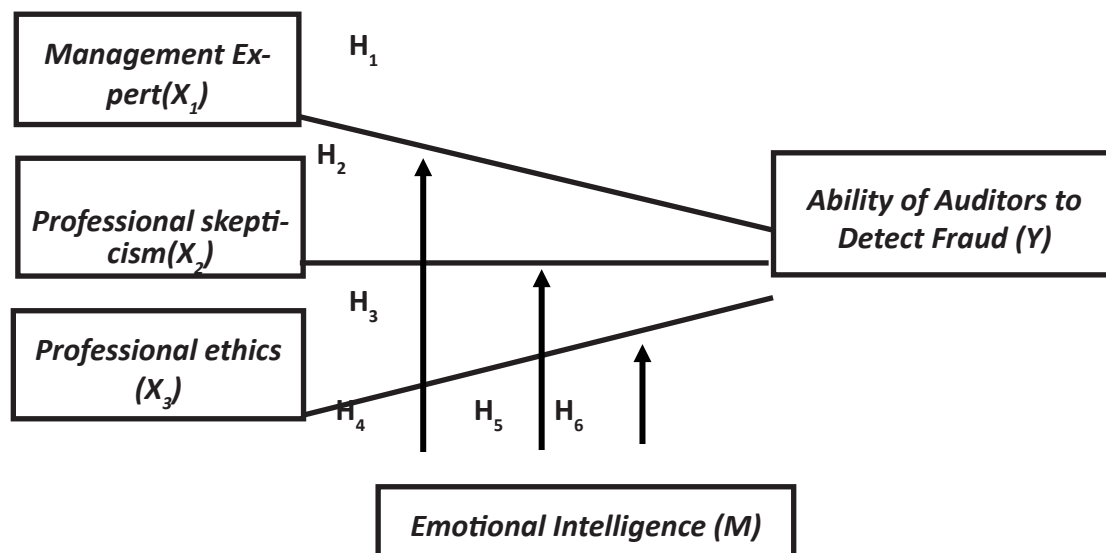 Management Ex-
pert(X₁)
H₁
H₂
Professional skepti-
cism(X₂)
Ability of Auditors to
Detect Fraud (Y)
H₃
Professional ethics
(X₃)
H₄ H₅ H₆
Emotional Intelligence (M)